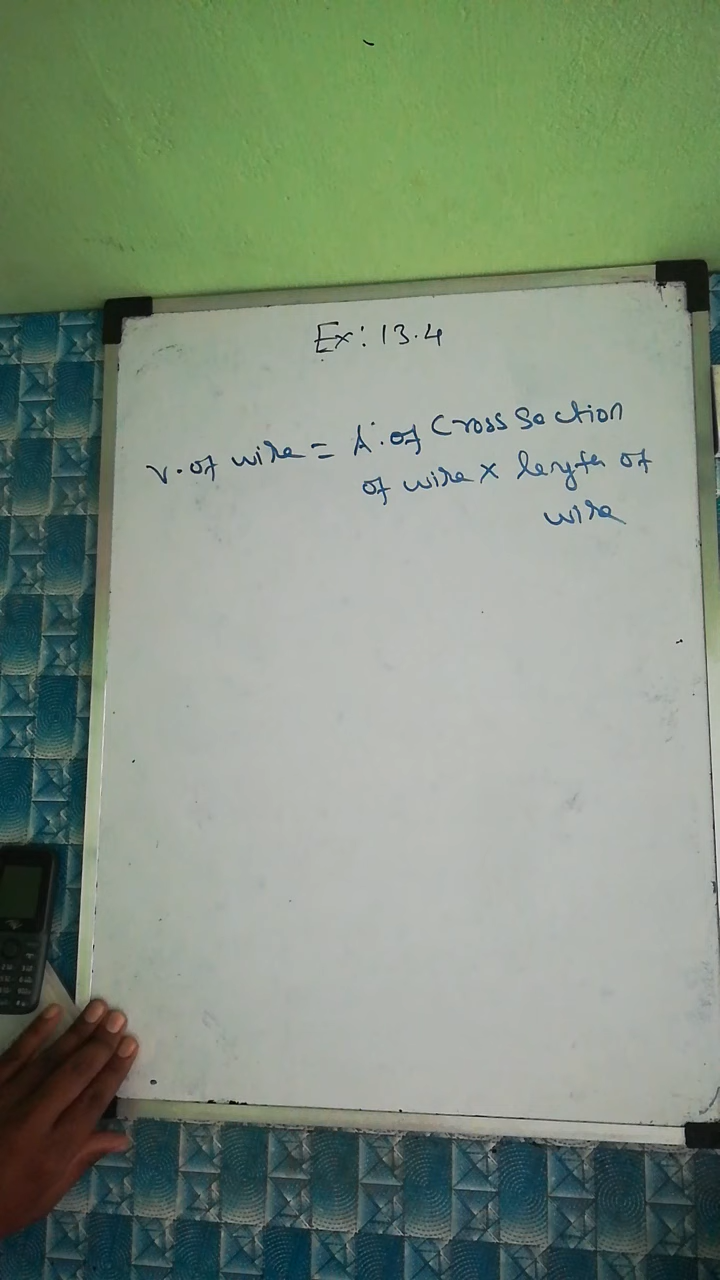 Ex: 13.4
V. of wire = A. of Cross Section
of wire × length of
wire